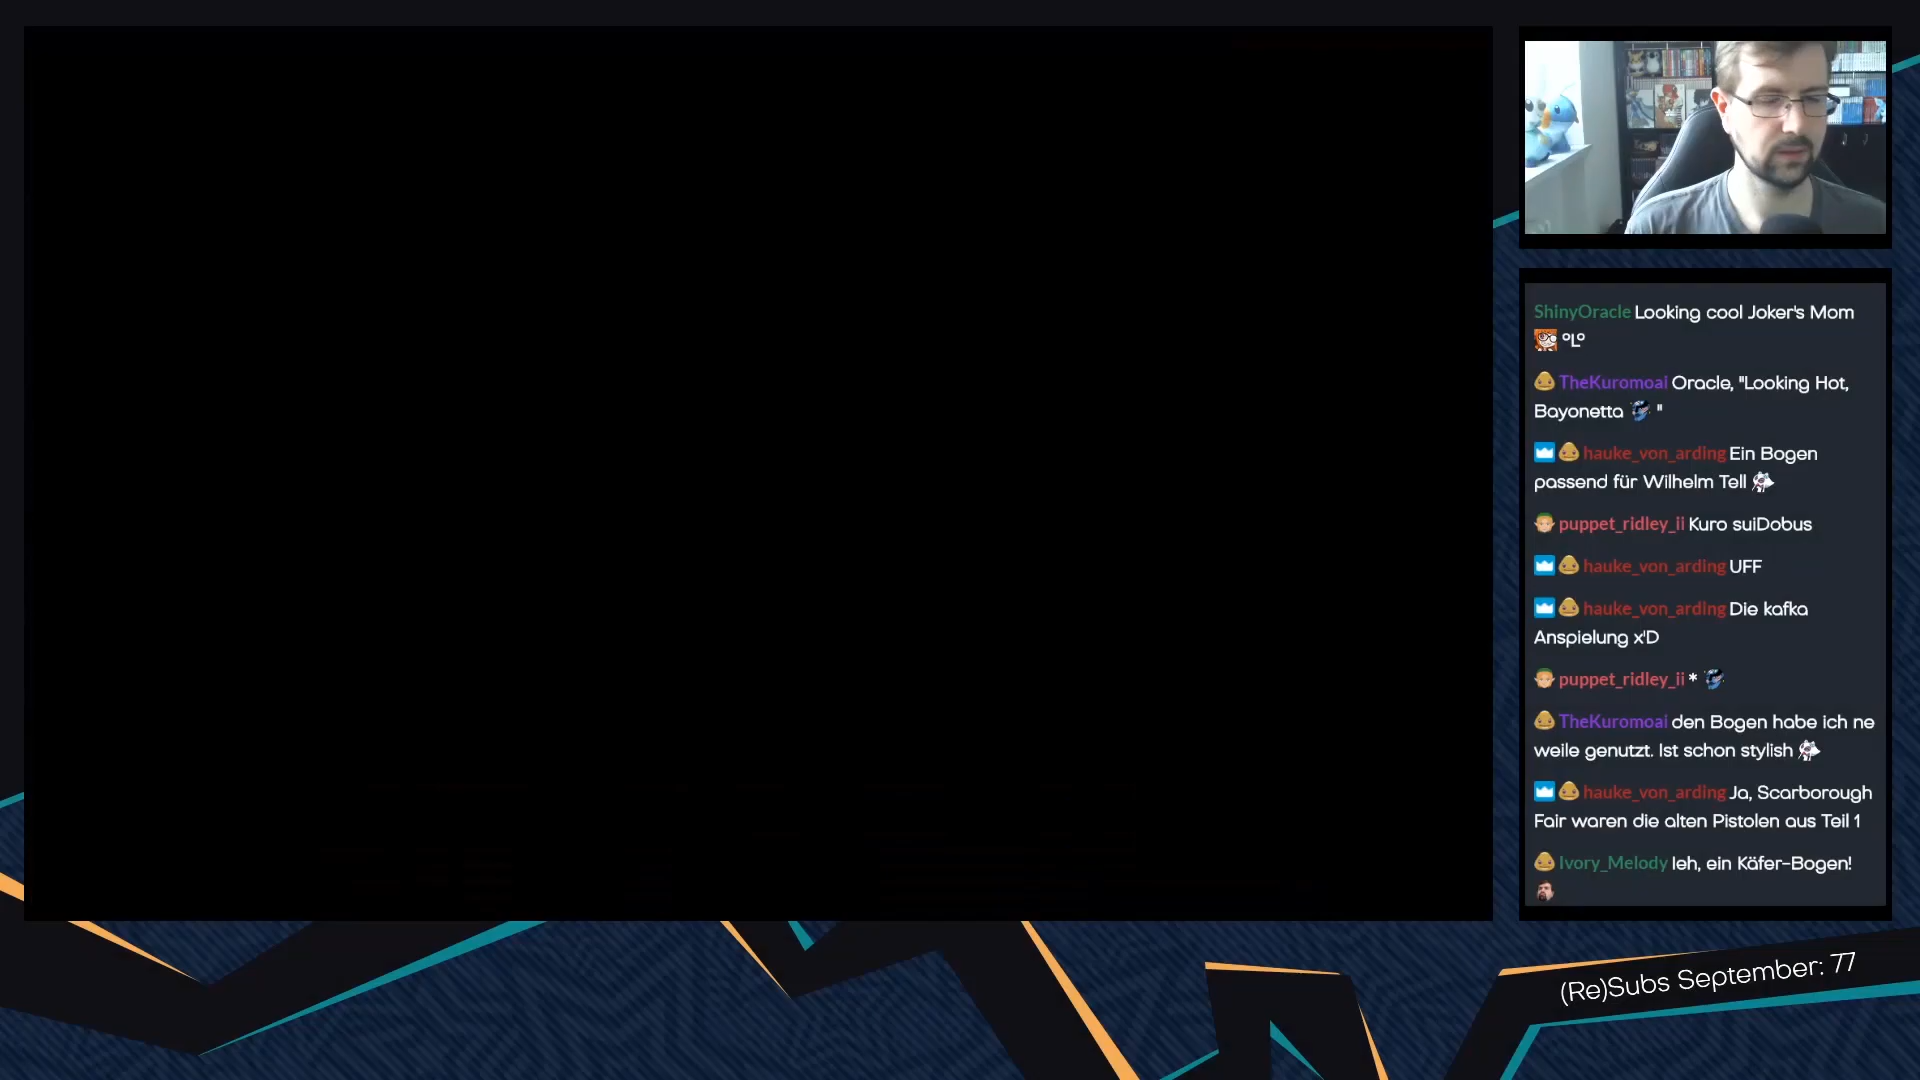 ShinyOracle Looking cool Joker's Mom
ºLº
TheKuromoai Oracle, "Looking Hot,
Bayonetta "
hauke_von_arding Ein Bogen
passend für Wilhelm Tell
puppet_ridley_ii Kuro suiDobus
hauke_von_arding UFF
hauke_von_arding Die kafka
Anspielung x'D
puppet_ridley_ii *
TheKuromoai den Bogen habe ich ne
weile genutzt. Ist schon stylish
hauke_von_arding Ja, Scarborough
Fair waren die alten Pistolen aus Teil 1
Ivory_Melody Ieh, ein Käfer-Bogen!
(Re)Subs September: 77